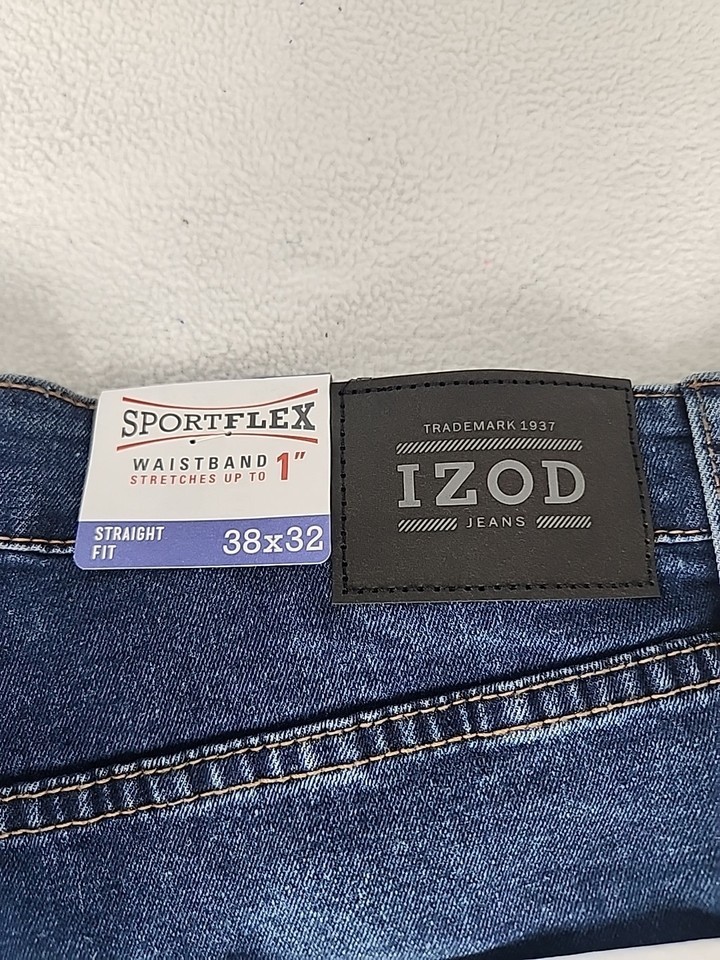 SPORTFLEX
WAISTBAND
STRETCHES UP TO 1"
STRAIGHT
FIT
38x32
TRADEMARK 1937
IZOD
JEANS